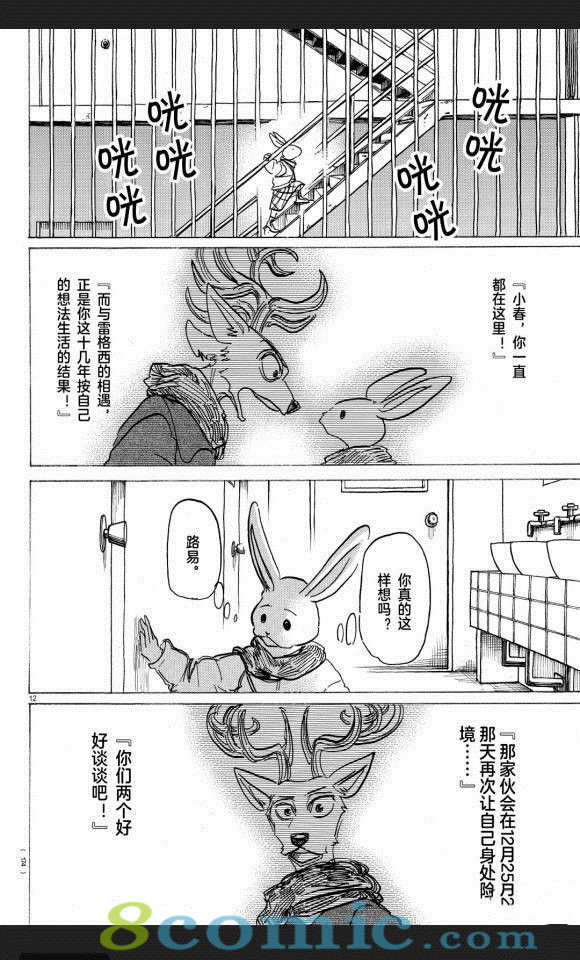 咣
咣
咣
咣
咣
咣
咣
咣
『小春，你一直
都在这里！』
『而与雷格西的相遇，
正是你这十几年按自己
的想法生活的结果！』
你真的这
样想吗？
路易。
12
『那家伙会在12月25月2
那天再次让自己身处险
境……』
『你们两个好
好谈谈吧！』
( 174 )
8comic.com